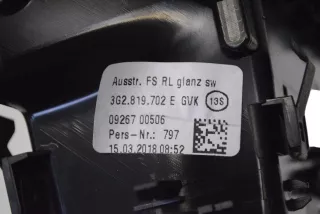 Ausstr. FS RL glanz sw
3G2.819.702 E GVK 13S
09267 00506
Pers-Nr.: 797
15.03.2018 08:52